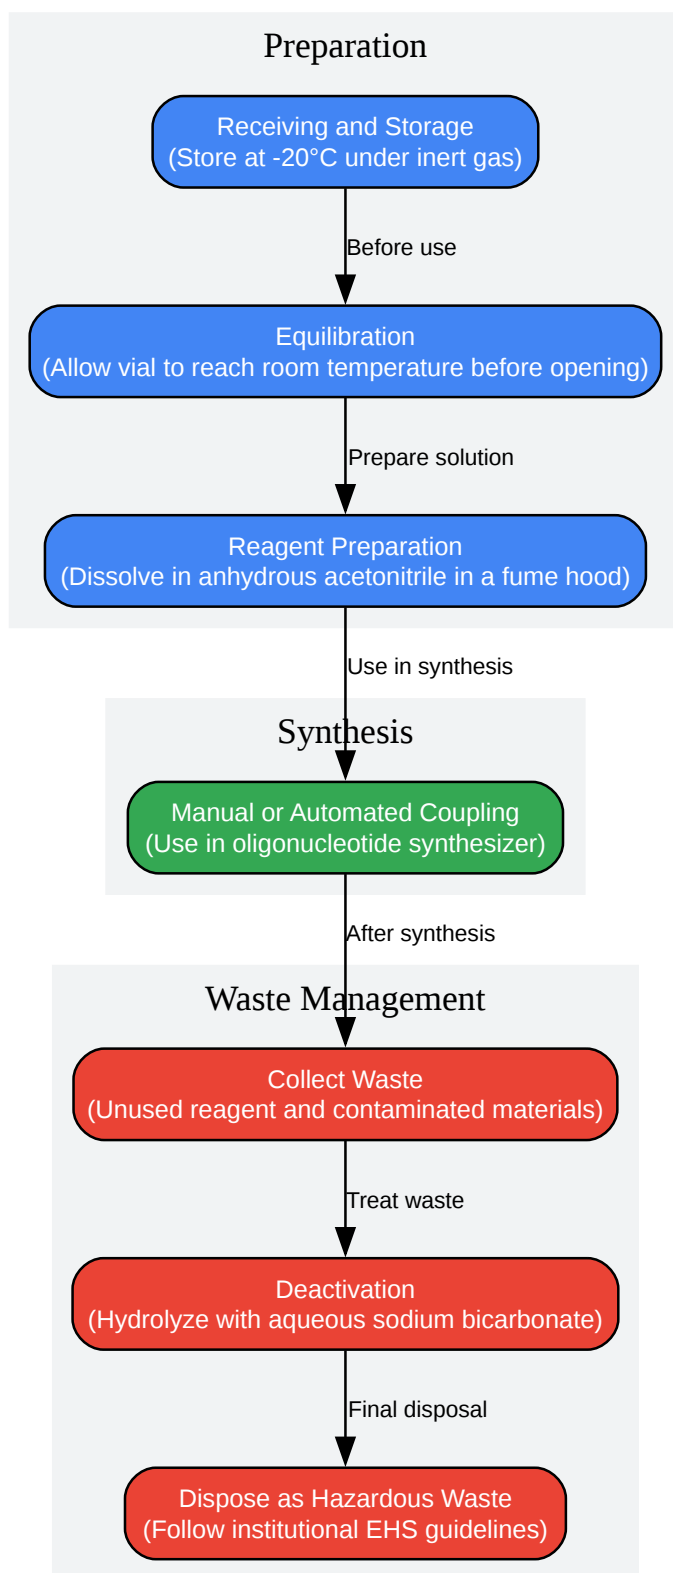 Preparation
Receiving and Storage
(Store at -20°C under inert gas)
Before use
Equilibration
(Allow vial to reach room temperature before opening)
Prepare solution
Reagent Preparation
(Dissolve in anhydrous acetonitrile in a fume hood)
Use in synthesis
Synthesis
Manual or Automated Coupling
(Use in oligonucleotide synthesizer)
After synthesis
Waste Management
Collect Waste
(Unused reagent and contaminated materials)
Treat waste
Deactivation
(Hydrolyze with aqueous sodium bicarbonate)
Final disposal
Dispose as Hazardous Waste
(Follow institutional EHS guidelines)